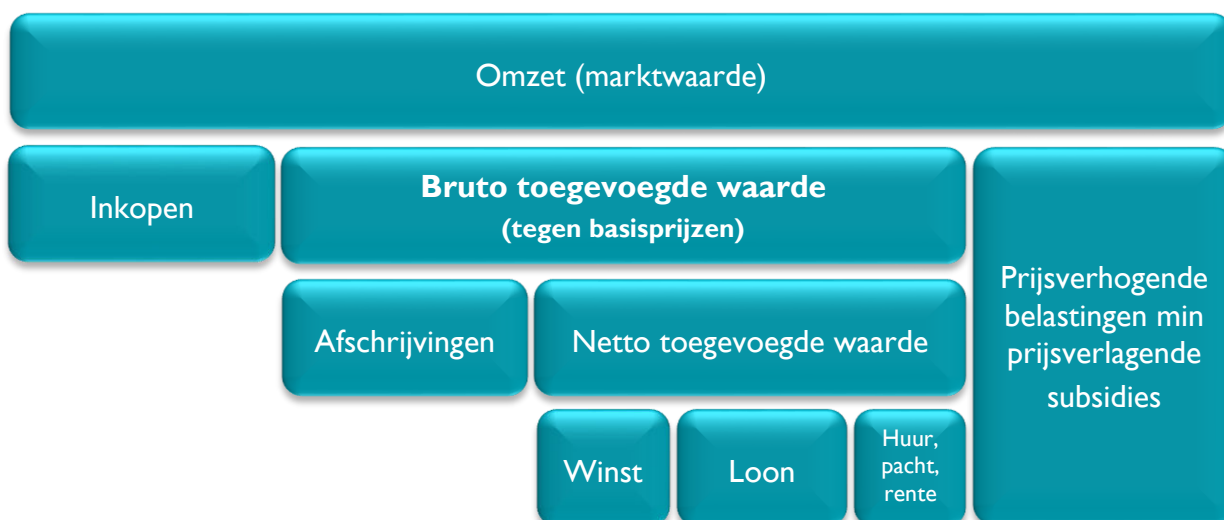 Omzet (marktwaarde)
Inkopen
Bruto toegevoegde waarde
(tegen basisprijzen)
Prijsverhogende
belastingen min
prijsverlagende
subsidies
Afschrijvingen
Netto toegevoegde waarde
Winst
Loon
Huur,
pacht,
rente